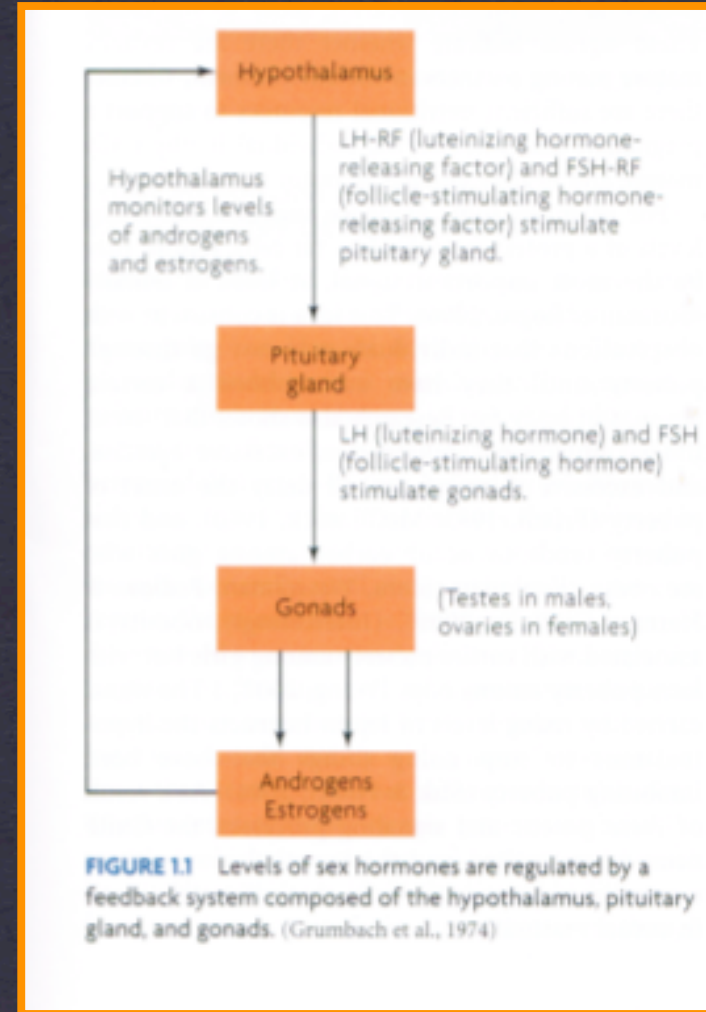 Hypothalamus
LH-RF (luteinizing hormone-
releasing factor) and FSH-RF
(follicle-stimulating hormone-
releasing factor) stimulate
pituitary gland.
Hypothalamus
monitors levels
of androgens
and estrogens.
Pituitary
gland
LH (luteinizing hormone) and FSH
(follicle-stimulating hormone)
stimulate gonads.
Gonads
(Testes in males,
ovaries in females)
Androgens
Estrogens
FIGURE 1.1 Levels of sex hormones are regulated by a
feedback system composed of the hypothalamus, pituitary
gland, and gonads. (Grumbach et al., 1974)